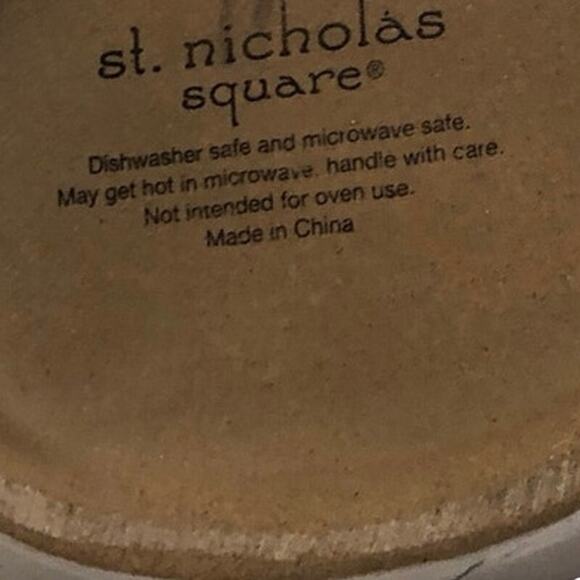 st. nicholas
square®
Dishwasher safe and microwave safe.
May get hot in microwave, handle with care.
Not intended for oven use.
Made in China